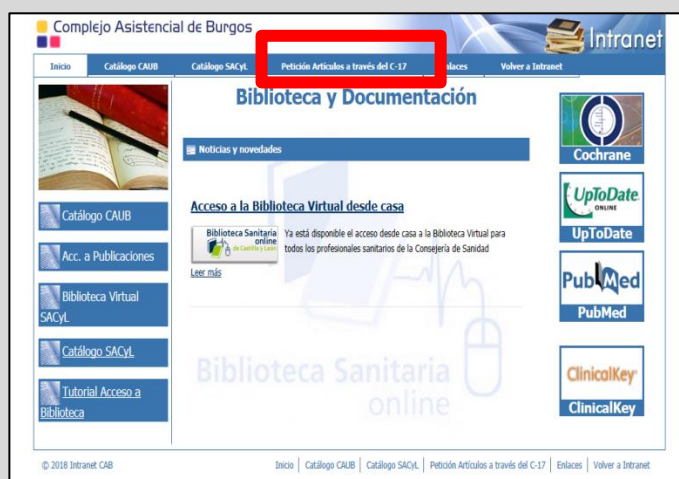 Complejo Asistencial de Burgos
Intranet
Inicio Catálogo CAUB Catálogo SACyL Petición Artículos a través del C-17 Enlaces Volver a Intranet
Biblioteca y Documentación
Noticias y novedades
Acceso a la Biblioteca Virtual desde casa
Biblioteca Sanitaria
online
de Castilla y León
Ya está disponible el acceso desde casa a la Biblioteca Virtual para
todos los profesionales sanitarios de la Consejería de Sanidad
Leer más
Catálogo CAUB
Acc. a Publicaciones
Biblioteca Virtual
SACyL
Catálogo SACyL
Tutorial Acceso a
Biblioteca
Cochrane
UpToDate
ONLINE
UpToDate
PubMed
PubMed
ClinicalKey
ClinicalKey
Biblioteca Sanitaria
online
© 2018 Intranet CAB
Inicio | Catálogo CAUB | Catálogo SACyL | Petición Artículos a través del C-17 | Enlaces | Volver a Intranet